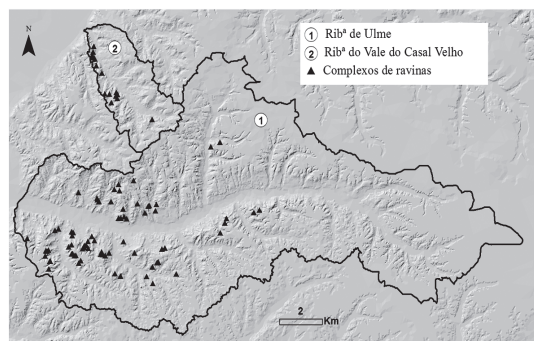 N
① Ribª de Ulme
② Ribª do Vale do Casal Velho
▲ Complexos de ravinas
2
1
2
Km